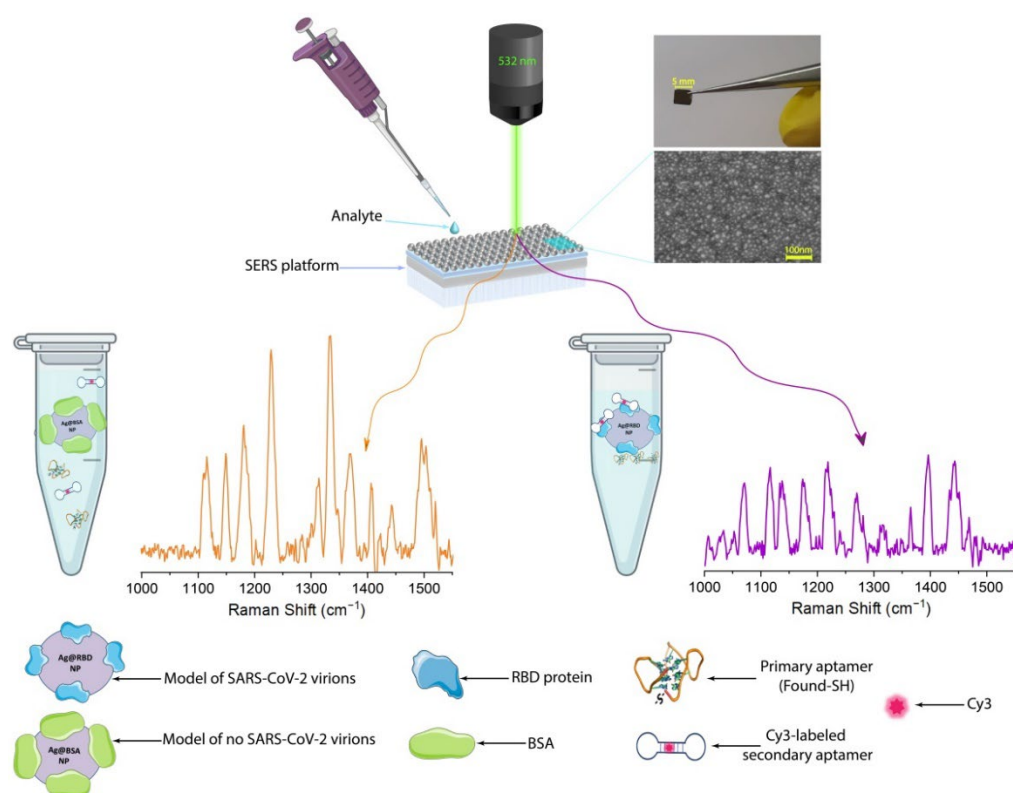 532 nm
5 mm
Analyte
SERS platform
100nm
Ag@BSA
NP
Ag@RBD
NP
1000 1100 1200 1300 1400 1500
Raman Shift (cm⁻¹)
1000 1100 1200 1300 1400 1500
Raman Shift (cm⁻¹)
Ag@RBD
NP
Model of SARS-CoV-2 virions
RBD protein
Primary aptamer
(Found-SH)
Cy3
Ag@BSA
NP
Model of no SARS-CoV-2 virions
BSA
Cy3-labeled
secondary aptamer